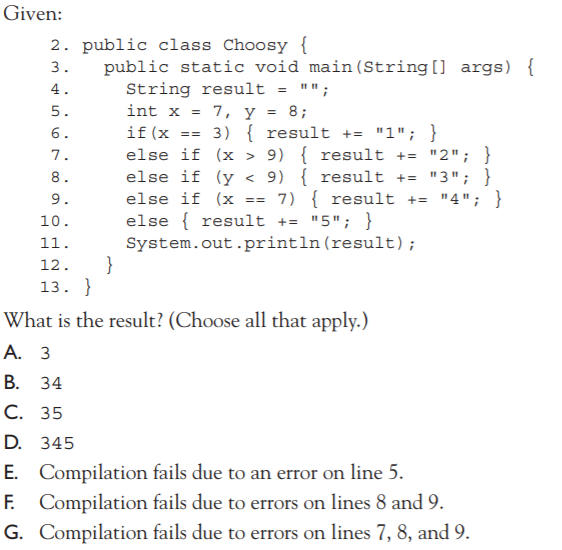 Given:
2. public class Choosy {
3. public static void main(String[] args) {
4. String result = "";
5. int x = 7, y = 8;
6. if(x == 3) { result += "1"; }
7. else if (x > 9) { result += "2"; }
8. else if (y < 9) { result += "3"; }
9. else if (x == 7) { result += "4"; }
10. else { result += "5"; }
11. System.out.println(result);
12. }
13. }
What is the result? (Choose all that apply.)
A. 3
B. 34
C. 35
D. 345
E. Compilation fails due to an error on line 5.
F. Compilation fails due to errors on lines 8 and 9.
G. Compilation fails due to errors on lines 7, 8, and 9.